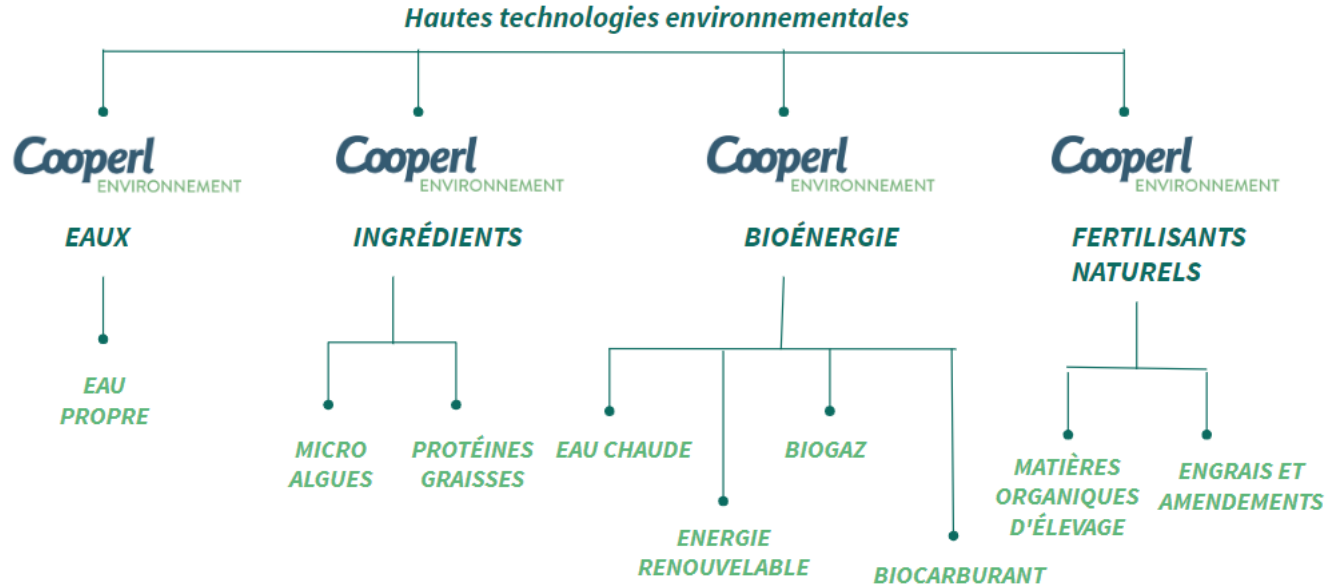 Hautes technologies environnementales
Cooperl
ENVIRONNEMENT
EAUX
EAU
PROPRE
Cooperl
ENVIRONNEMENT
INGRÉDIENTS
MICRO
ALGUES
PROTÉINES
GRAISSES
Cooperl
ENVIRONNEMENT
BIOÉNERGIE
EAU CHAUDE
ENERGIE
RENOUVELABLE
BIOGAZ
BIOCARBURANT
Cooperl
ENVIRONNEMENT
FERTILISANTS
NATURELS
MATIÈRES
ORGANIQUES
D'ÉLEVAGE
ENGRAIS ET
AMENDEMENTS